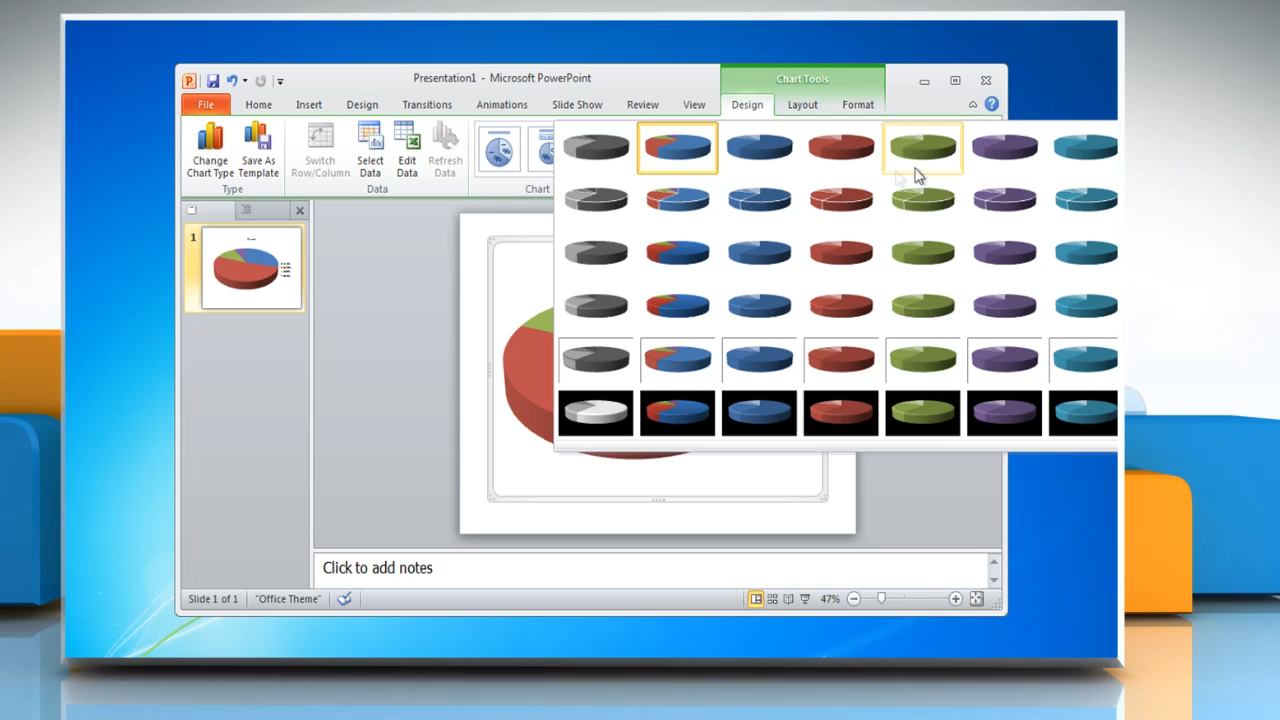 Presentation1 - Microsoft PowerPoint
Chart Tools
File Home Insert Design Transitions Animations Slide Show Review View Design Layout Format
Change Chart Type
Save As Template
Switch Row/Column
Select Data
Edit Data
Refresh Data
Type
Data
Chart
1
Click to add notes
Slide 1 of 1
"Office Theme"
47%